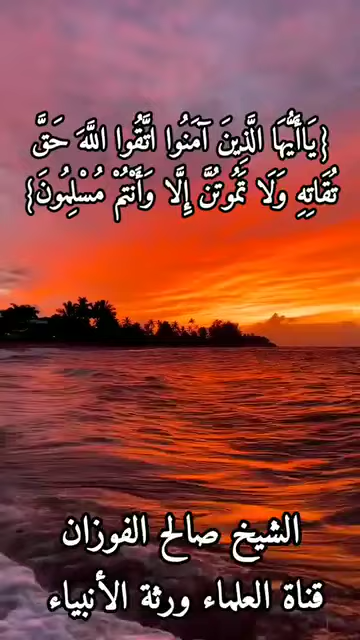 {يَاأَيُّهَا الَّذِينَ آمَنُوا اتَّقُوا اللَّهَ حَقَّ
تُقَاتِهِ وَلَا تَمُوتُنَّ إِلَّا وَأَنْتُمْ مُسْلِمُونَ}
الشيخ صالح الفوزان
قناة العلماء ورثة الأنبياء